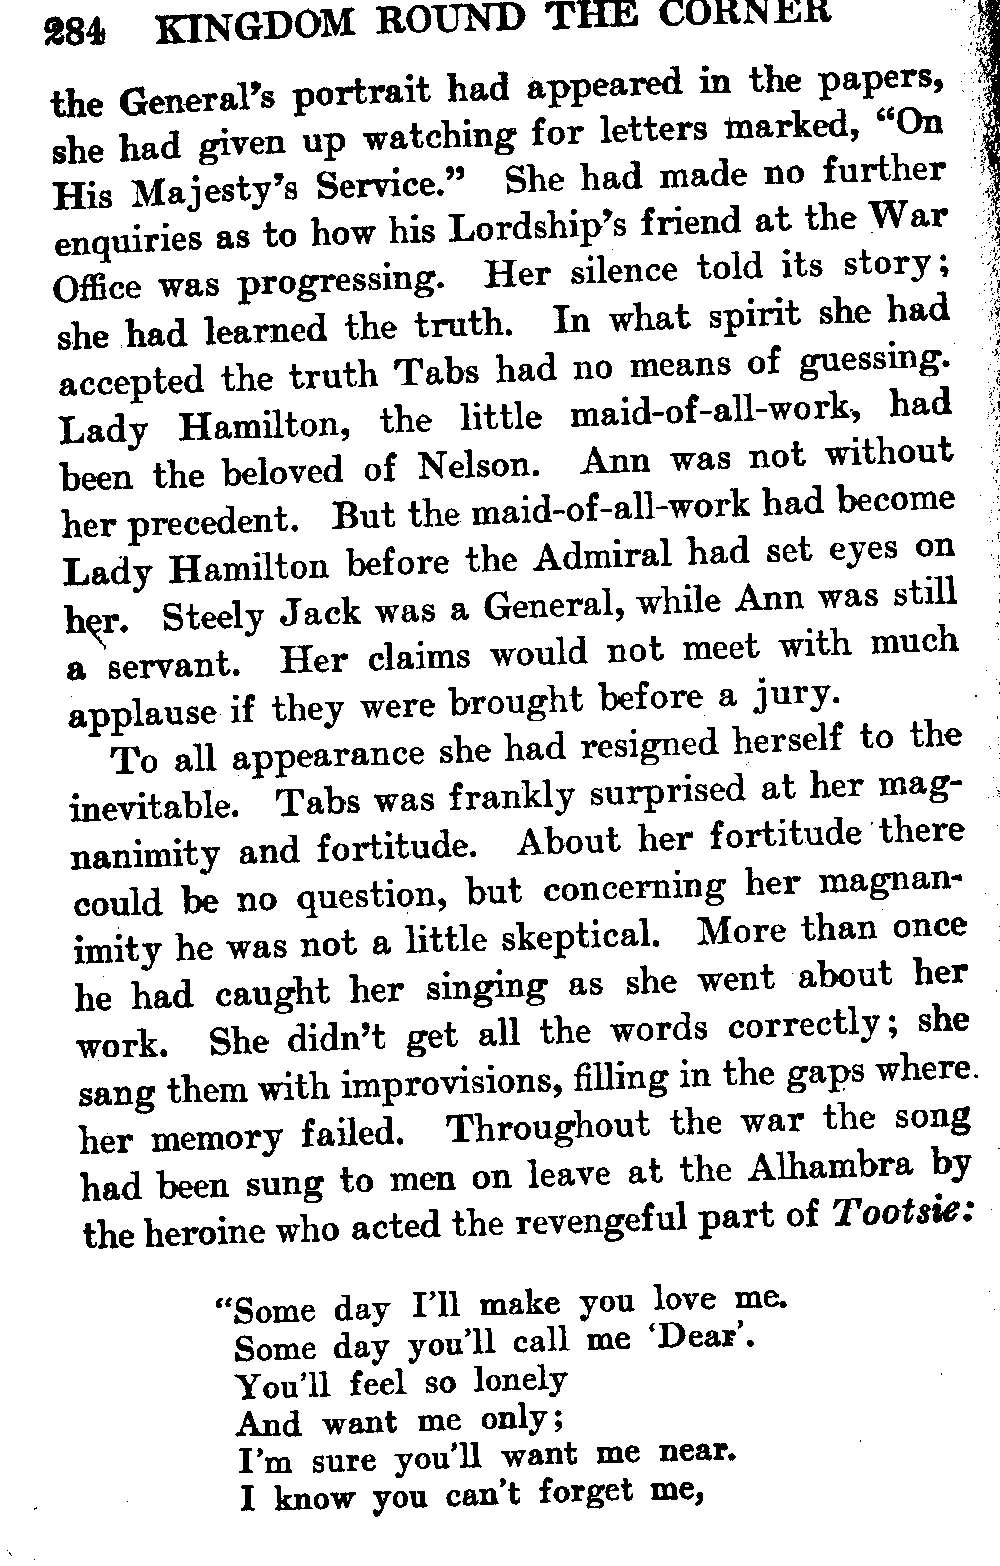 284 KINGDOM ROUND THE CORNER
the General's portrait had appeared in the papers,
she had given up watching for letters marked, "On
His Majesty's Service." She had made no further
enquiries as to how his Lordship's friend at the War
Office was progressing. Her silence told its story;
she had learned the truth. In what spirit she had
accepted the truth Tabs had no means of guessing.
Lady Hamilton, the little maid-of-all-work, had
been the beloved of Nelson. Ann was not without
her precedent. But the maid-of-all-work had become
Lady Hamilton before the Admiral had set eyes on
her. Steely Jack was a General, while Ann was still
a servant. Her claims would not meet with much
applause if they were brought before a jury.
To all appearance she had resigned herself to the
inevitable. Tabs was frankly surprised at her mag-
nanimity and fortitude. About her fortitude there
could be no question, but concerning her magnan-
imity he was not a little skeptical. More than once
he had caught her singing as she went about her
work. She didn't get all the words correctly; she
sang them with improvisions, filling in the gaps where
her memory failed. Throughout the war the song
had been sung to men on leave at the Alhambra by
the heroine who acted the revengeful part of Tootsie:
"Some day I'll make you love me.
Some day you'll call me 'Dear'.
You'll feel so lonely
And want me only;
I'm sure you'll want me near.
I know you can't forget me,